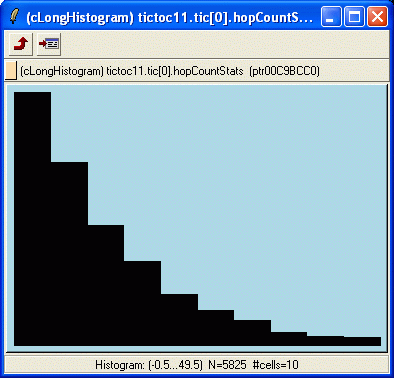 (cLongHistogram) tictoc11.tic[0].hopCountS...
(cLongHistogram) tictoc11.tic[0].hopCountStats (ptr00C9BCC0)
Histogram: (-0.5...49.5) N=5825 #cells=10